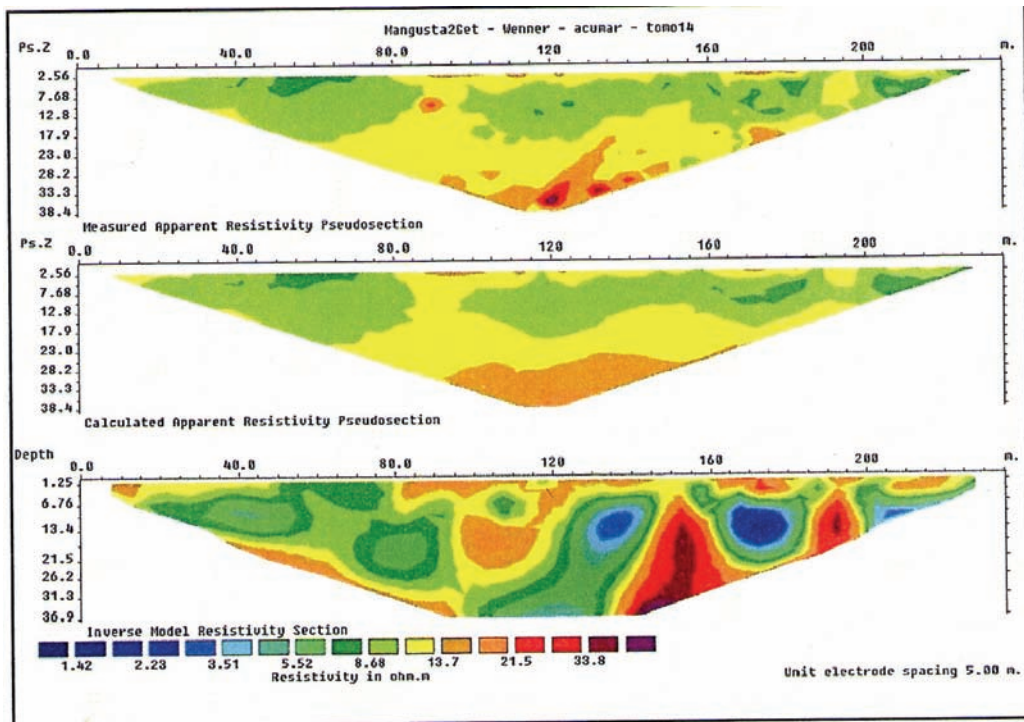 Mangusta2Get - Wenner - acumar - tomo14
Ps.Z 0.0 40.0 80.0 120 160 200 m.
2.56
7.68
12.8
17.9
23.0
28.2
33.3
38.4
Measured Apparent Resistivity Pseudosection
Ps.Z 0.0 40.0 80.0 120 160 200 m.
2.56
7.68
12.8
17.9
23.0
28.2
33.3
38.4
Calculated Apparent Resistivity Pseudosection
Depth 0.0 40.0 80.0 120 160 200 m.
1.25
6.76
13.4
21.5
26.2
31.3
36.9
Inverse Model Resistivity Section
1.42 2.23 3.51 5.52 8.68 13.7 21.5 33.8
Resistivity in ohm.m
Unit electrode spacing 5.00 m.